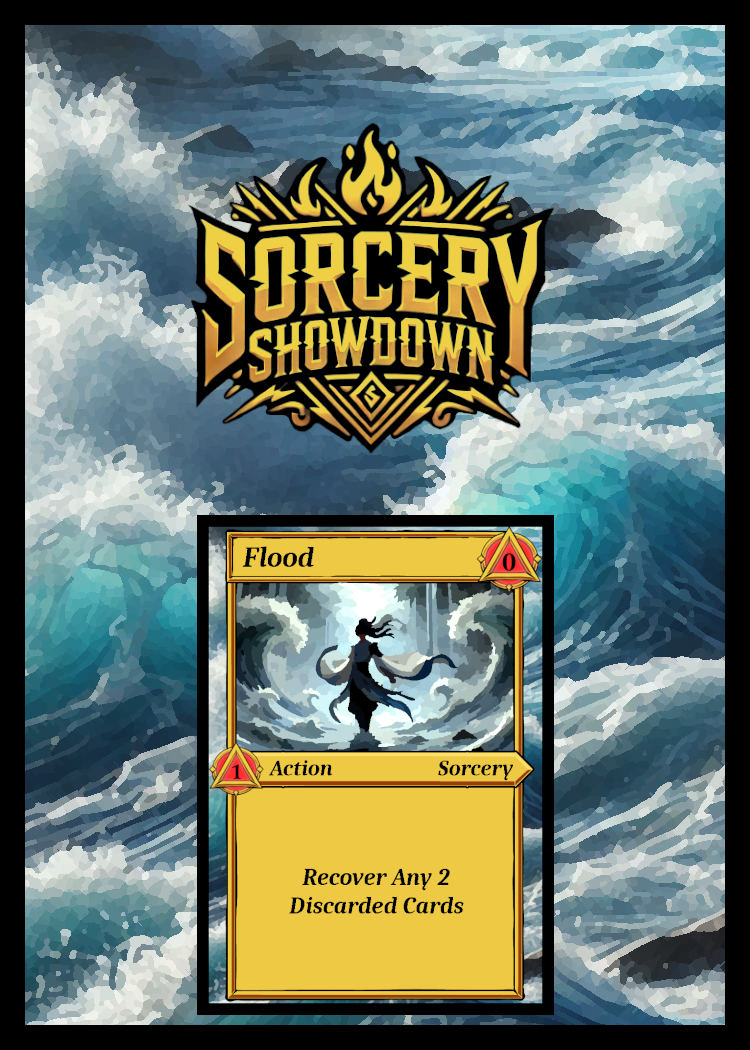 SORCERY
SHOWDOWN
S
Flood
0
1
Action
Sorcery
Recover Any 2
Discarded Cards